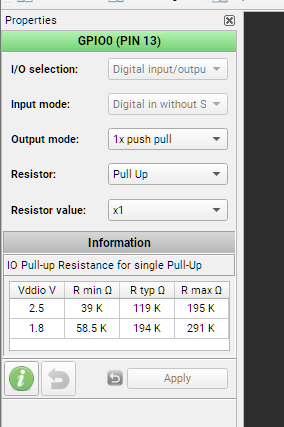 Properties
GPIO0 (PIN 13)
I/O selection: Digital input/outpu
Input mode: Digital in without S
Output mode: 1x push pull
Resistor: Pull Up
Resistor value: x1
Information
IO Pull-up Resistance for single Pull-Up
Vddio V R min Ω R typ Ω R max Ω
2.5 39 K 119 K 195 K
1.8 58.5 K 194 K 291 K
Apply